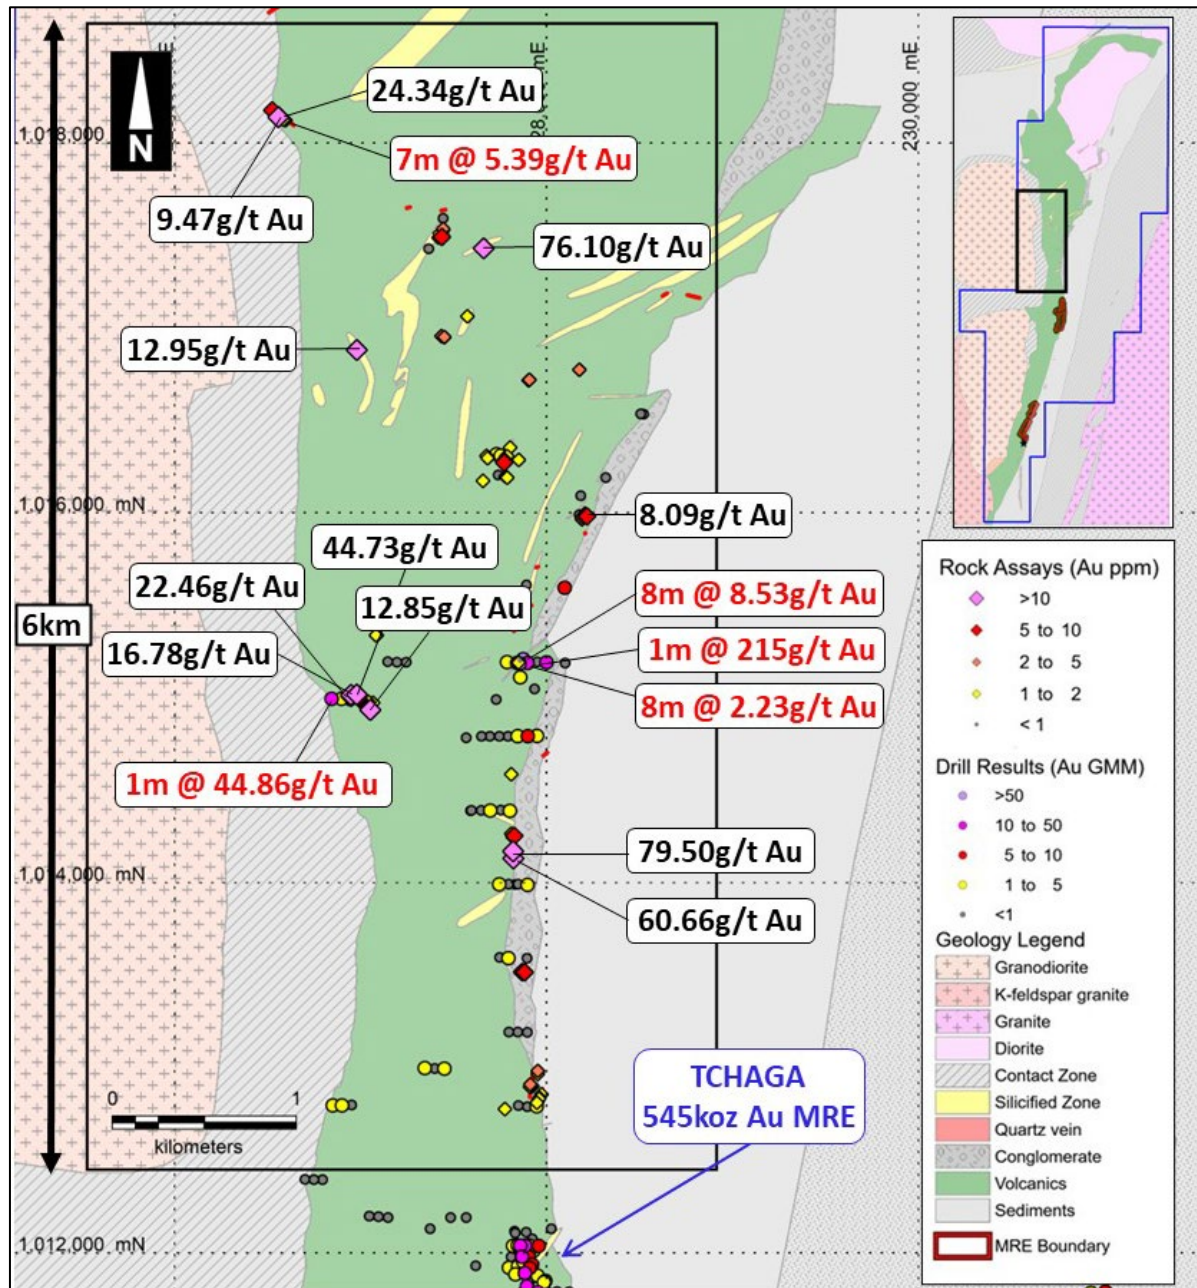 24.34g/t Au
7m @ 5.39g/t Au
9.47g/t Au
76.10g/t Au
12.95g/t Au
8.09g/t Au
44.73g/t Au
22.46g/t Au
12.85g/t Au
16.78g/t Au
8m @ 8.53g/t Au
1m @ 215g/t Au
8m @ 2.23g/t Au
1m @ 44.86g/t Au
79.50g/t Au
60.66g/t Au
TCHAGA
545koz Au MRE
N
6km
0 1
kilometers
1,018,000 mN
1,016,000 mN
1,014,000 mN
1,012,000 mN
mE
230,000 mE
Rock Assays (Au ppm)
>10
5 to 10
2 to 5
1 to 2
< 1
Drill Results (Au GMM)
>50
10 to 50
5 to 10
1 to 5
<1
Geology Legend
Granodiorite
K-feldspar granite
Granite
Diorite
Contact Zone
Silicified Zone
Quartz vein
Conglomerate
Volcanics
Sediments
MRE Boundary